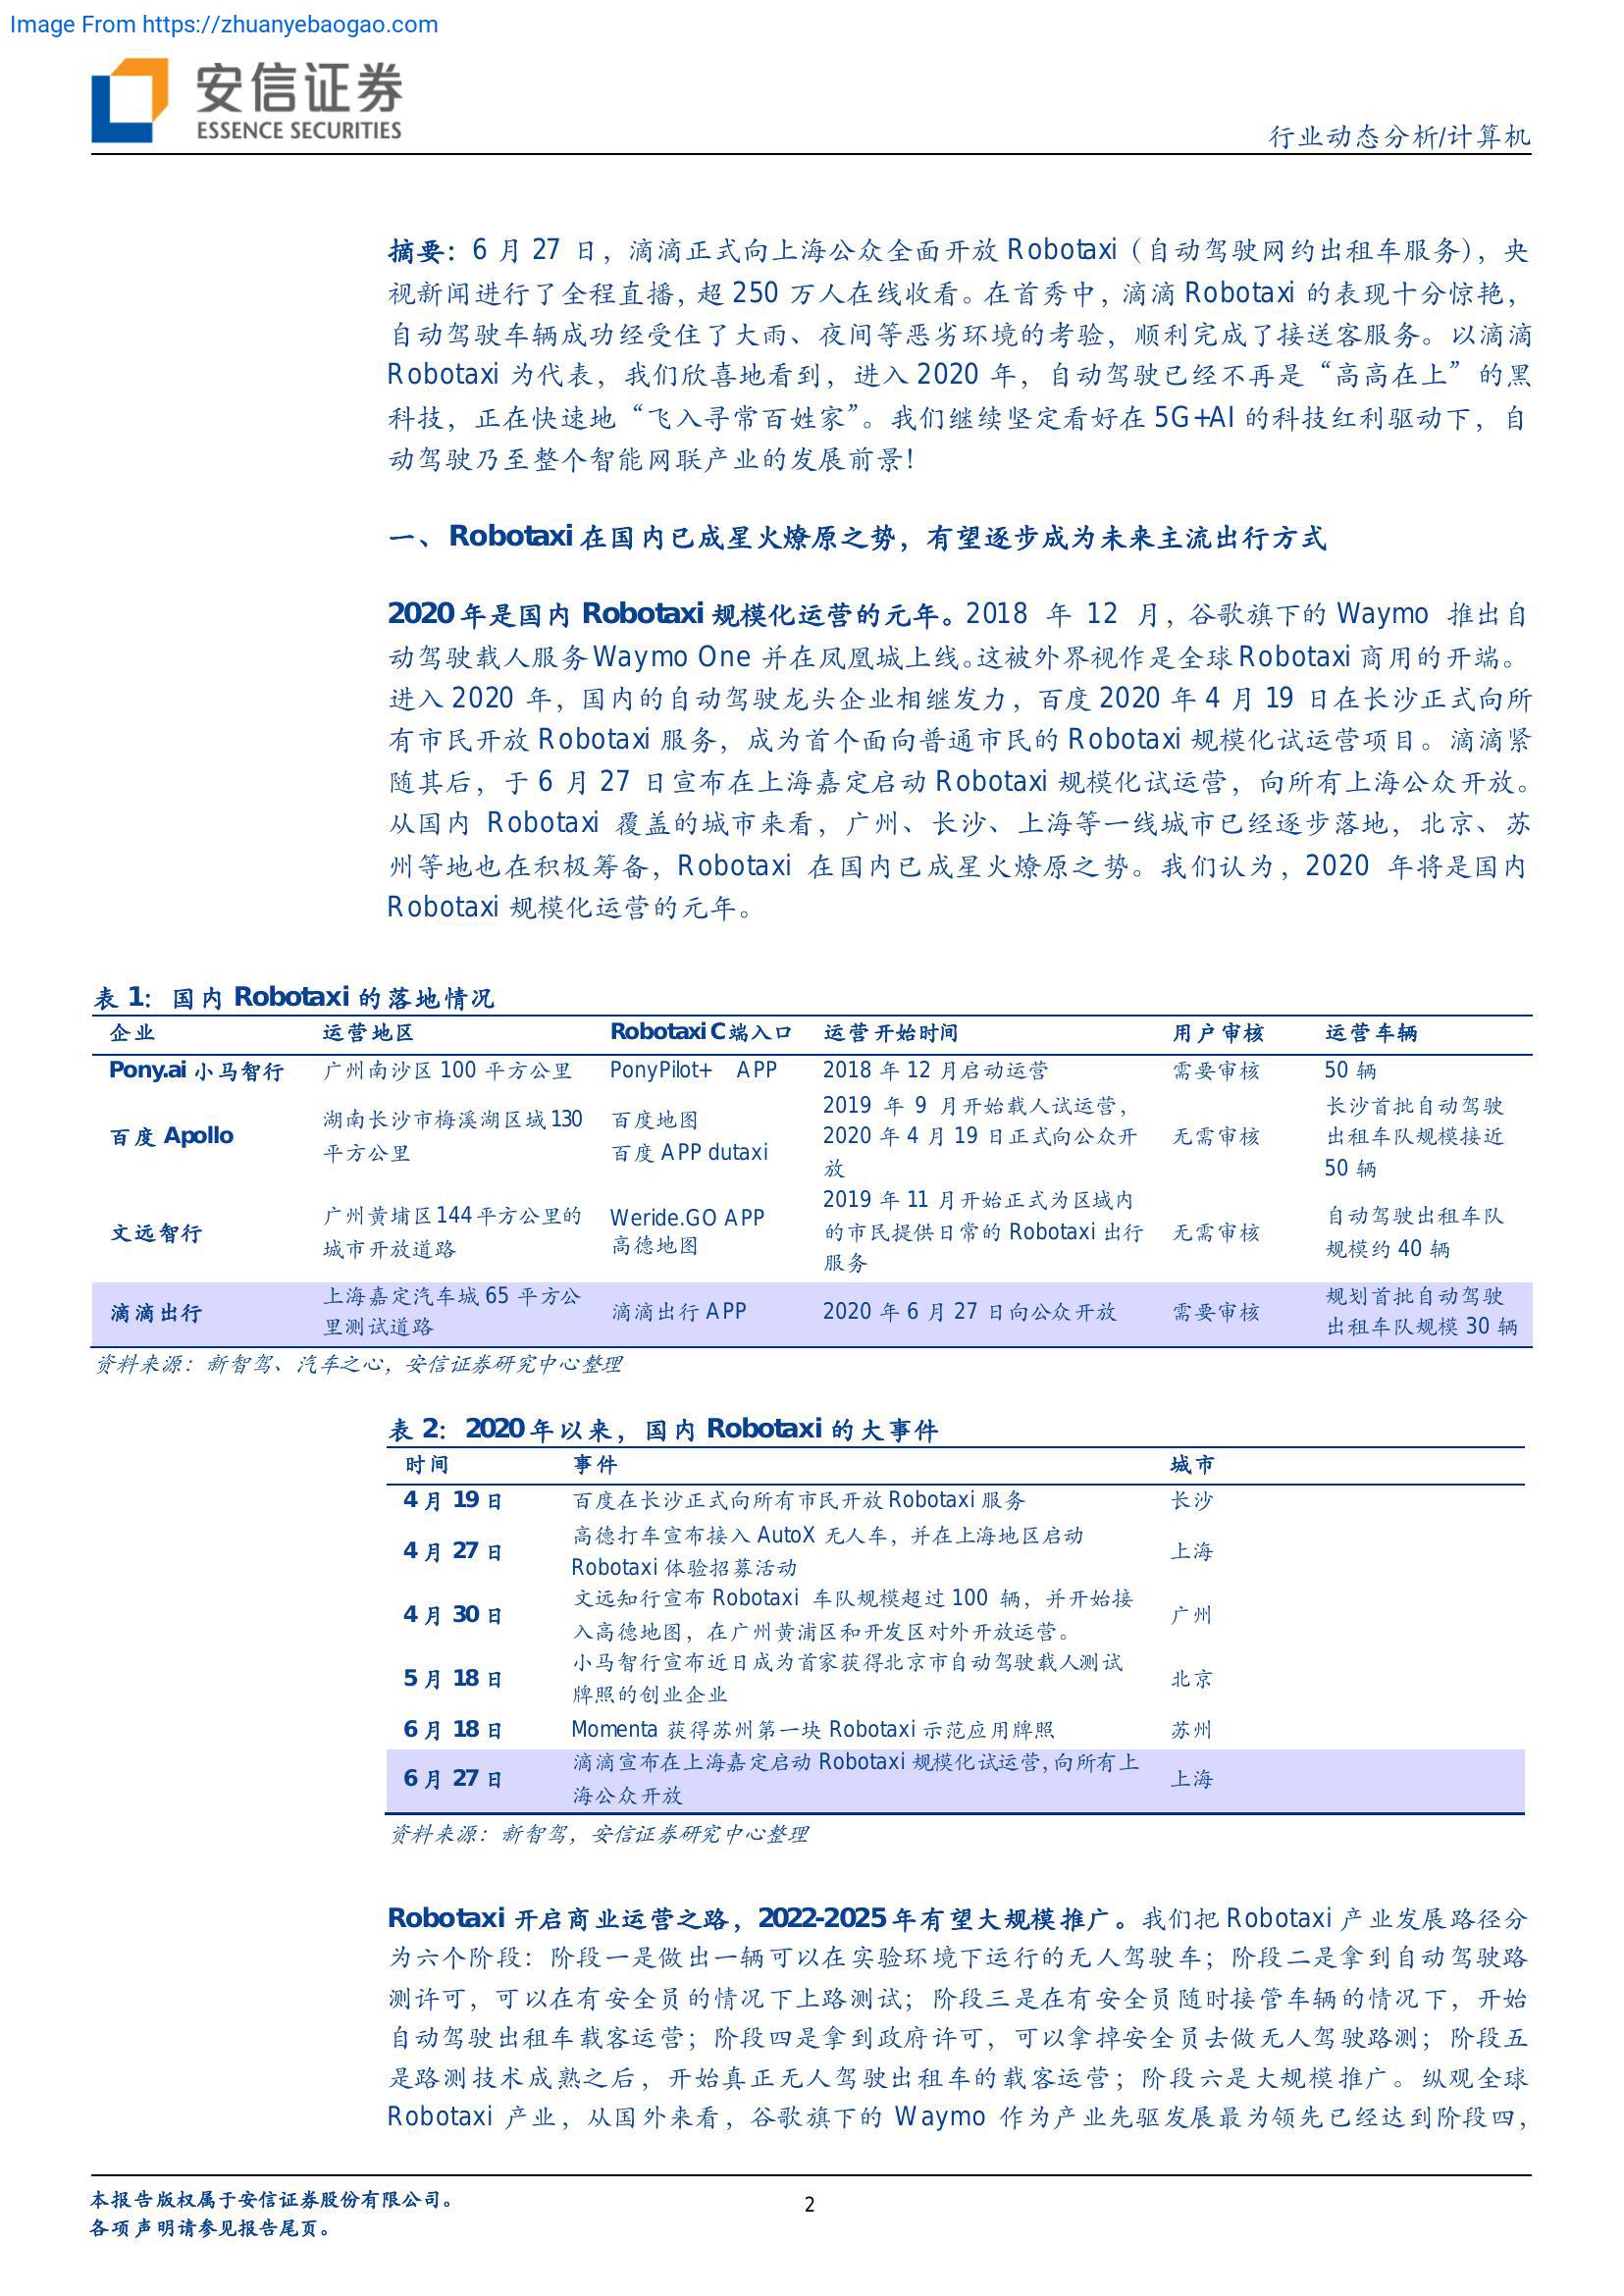 Image From https://zhuanyebaogao.com
安信证券
ESSENCE SECURITIES
行业动态分析/计算机
摘要：6 月 27 日，滴滴正式向上海公众全面开放 Robotaxi（自动驾驶网约出租车服务），央
视新闻进行了全程直播，超 250 万人在线收看。在首秀中，滴滴 Robotaxi 的表现十分惊艳，
自动驾驶车辆成功经受住了大雨、夜间等恶劣环境的考验，顺利完成了接送客服务。以滴滴
Robotaxi 为代表，我们欣喜地看到，进入 2020 年，自动驾驶已经不再是“高高在上”的黑
科技，正在快速地“飞入寻常百姓家”。我们继续坚定看好在 5G+AI 的科技红利驱动下，自
动驾驶乃至整个智能网联产业的发展前景！
一、Robotaxi 在国内已成星火燎原之势，有望逐步成为未来主流出行方式
2020 年是国内 Robotaxi 规模化运营的元年。2018 年 12 月，谷歌旗下的 Waymo 推出自
动驾驶载人服务 Waymo One 并在凤凰城上线。这被外界视作是全球 Robotaxi 商用的开端。
进入 2020 年，国内的自动驾驶龙头企业相继发力，百度 2020 年 4 月 19 日在长沙正式向所
有市民开放 Robotaxi 服务，成为首个面向普通市民的 Robotaxi 规模化试运营项目。滴滴紧
随其后，于 6 月 27 日宣布在上海嘉定启动 Robotaxi 规模化试运营，向所有上海公众开放。
从国内 Robotaxi 覆盖的城市来看，广州、长沙、上海等一线城市已经逐步落地，北京、苏
州等地也在积极筹备，Robotaxi 在国内已成星火燎原之势。我们认为，2020 年将是国内
Robotaxi 规模化运营的元年。
表 1：国内 Robotaxi 的落地情况
企业 运营地区 Robotaxi C端入口 运营开始时间 用户审核 运营车辆
Pony.ai 小马智行 广州南沙区 100 平方公里 PonyPilot+ APP 2018 年 12 月启动运营 需要审核 50 辆
百度 Apollo
湖南长沙市梅溪湖区域 130
平方公里
百度地图
百度 APP dutaxi
2019 年 9 月开始载人试运营，
2020 年 4 月 19 日正式向公众开
放
无需审核
长沙首批自动驾驶
出租车队规模接近
50 辆
文远智行
广州黄埔区 144 平方公里的
城市开放道路
Weride.GO APP
高德地图
2019 年 11 月开始正式为区域内
的市民提供日常的 Robotaxi 出行
服务
无需审核
自动驾驶出租车队
规模约 40 辆
滴滴出行
上海嘉定汽车城 65 平方公
里测试道路
滴滴出行 APP
2020 年 6 月 27 日向公众开放
需要审核
规划首批自动驾驶
出租车队规模 30 辆
资料来源：新智驾、汽车之心，安信证券研究中心整理
表 2：2020 年以来，国内 Robotaxi 的大事件
时间 事件 城市
4 月 19 日 百度在长沙正式向所有市民开放 Robotaxi 服务 长沙
4 月 27 日
高德打车宣布接入 AutoX 无人车，并在上海地区启动
Robotaxi 体验招募活动
上海
4 月 30 日
文远知行宣布 Robotaxi 车队规模超过 100 辆，并开始接
入高德地图，在广州黄浦区和开发区对外开放运营。
广州
5 月 18 日
小马智行宣布近日成为首家获得北京市自动驾驶载人测试
牌照的创业企业
北京
6 月 18 日 Momenta 获得苏州第一块 Robotaxi 示范应用牌照 苏州
6 月 27 日
滴滴宣布在上海嘉定启动 Robotaxi 规模化试运营，向所有上
海公众开放
上海
资料来源：新智驾，安信证券研究中心整理
Robotaxi 开启商业运营之路，2022-2025 年有望大规模推广。我们把 Robotaxi 产业发展路径分
为六个阶段：阶段一是做出一辆可以在实验环境下运行的无人驾驶车；阶段二是拿到自动驾驶路
测许可，可以在有安全员的情况下上路测试；阶段三是在有安全员随时接管车辆的情况下，开始
自动驾驶出租车载客运营；阶段四是拿到政府许可，可以拿掉安全员去做无人驾驶路测；阶段五
是路测技术成熟之后，开始真正无人驾驶出租车的载客运营；阶段六是大规模推广。纵观全球
Robotaxi 产业，从国外来看，谷歌旗下的 Waymo 作为产业先驱发展最为领先已经达到阶段四，
本报告版权属于安信证券股份有限公司。
各项声明请参见报告尾页。
2